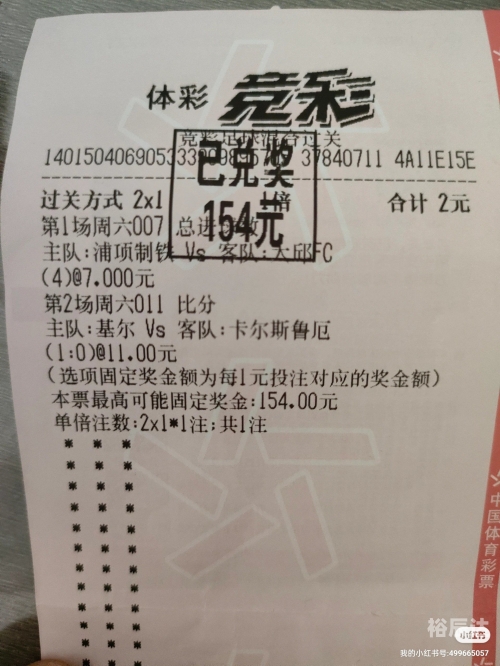 体彩 竞彩
竞彩足球混合过关
37840711 4A11E15E
已兑奖
154元
过关方式 2x1 1倍 合计 2元
第1场周六007 总进球数
主队:浦项制铁 Vs 客队:大邱FC
(4)@7.000元
第2场周六011 比分
主队:基尔 Vs 客队:卡尔斯鲁厄
(1:0)@11.00元
(选项固定奖金额为每1元投注对应的奖金额)
本票最高可能固定奖金:154.00元
单倍注数:2x1*1注;共1注
中国体育彩票
小红书
我的小红书号:499665057